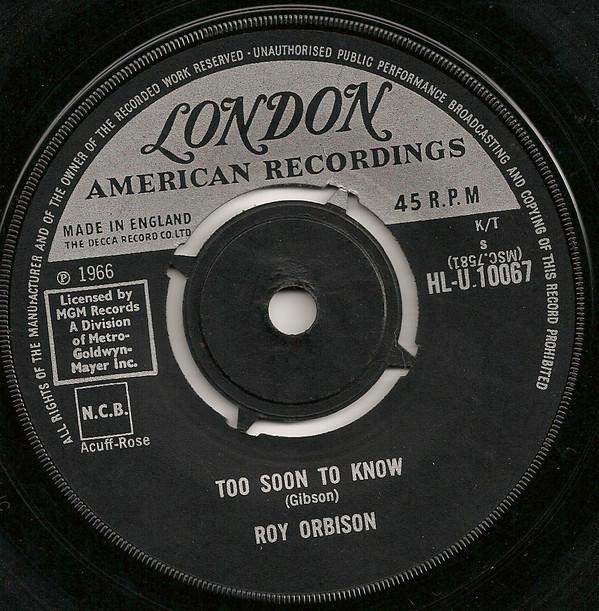 ALL RIGHTS OF THE MANUFACTURER AND OF THE OWNER OF THE RECORDED WORK RESERVED · UNAUTHORISED PUBLIC PERFORMANCE BROADCASTING AND COPYING OF THIS RECORD PROHIBITED
LONDON
AMERICAN RECORDINGS
45 R.P.M
MADE IN ENGLAND
THE DECCA RECORD CO. LTD
K/T
s
(MSC.7581)
HL-U.10067
℗ 1966
Licensed by
MGM Records
A Division
of Metro-
Goldwyn-
Mayer Inc.
N.C.B.
Acuff-Rose
TOO SOON TO KNOW
(Gibson)
ROY ORBISON